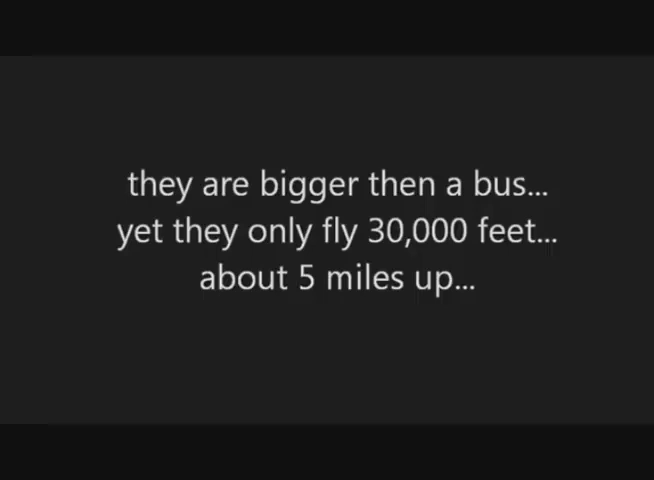 they are bigger then a bus...
yet they only fly 30,000 feet...
about 5 miles up...